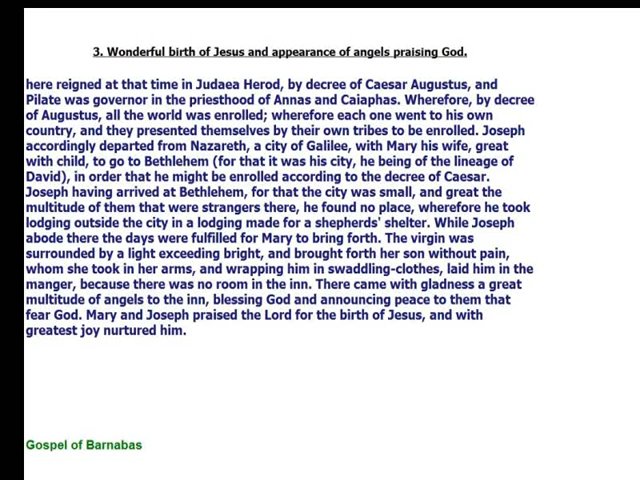 3. Wonderful birth of Jesus and appearance of angels praising God.
here reigned at that time in Judaea Herod, by decree of Caesar Augustus, and
Pilate was governor in the priesthood of Annas and Caiaphas. Wherefore, by decree
of Augustus, all the world was enrolled; wherefore each one went to his own
country, and they presented themselves by their own tribes to be enrolled. Joseph
accordingly departed from Nazareth, a city of Galilee, with Mary his wife, great
with child, to go to Bethlehem (for that it was his city, he being of the lineage of
David), in order that he might be enrolled according to the decree of Caesar.
Joseph having arrived at Bethlehem, for that the city was small, and great the
multitude of them that were strangers there, he found no place, wherefore he took
lodging outside the city in a lodging made for a shepherds' shelter. While Joseph
abode there the days were fulfilled for Mary to bring forth. The virgin was
surrounded by a light exceeding bright, and brought forth her son without pain,
whom she took in her arms, and wrapping him in swaddling-clothes, laid him in the
manger, because there was no room in the inn. There came with gladness a great
multitude of angels to the inn, blessing God and announcing peace to them that
fear God. Mary and Joseph praised the Lord for the birth of Jesus, and with
greatest joy nurtured him.
Gospel of Barnabas